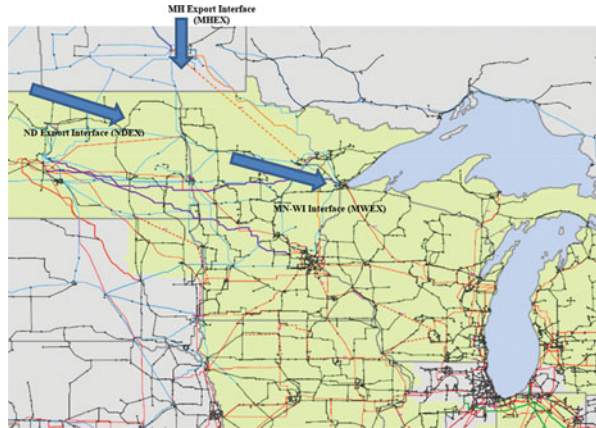 MH Export Interface
(MHEX)
ND Export Interface (NDEX)
MN-WI Interface (MWEX)